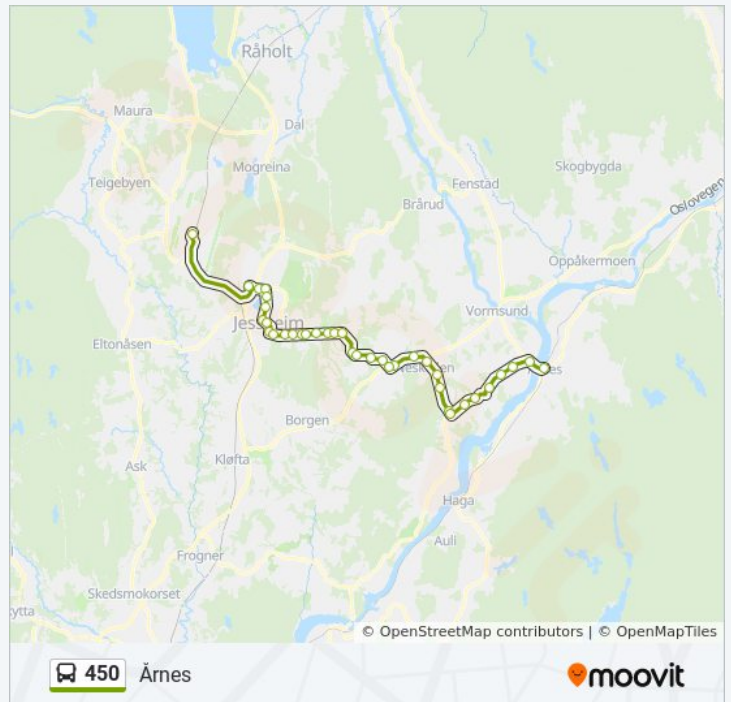 Råholt
Maura
Dal
Mogreina
Skogbygda
Teigebyen
Fenstad
Brårud
Oslovegen
Oppåkermoen
Vormsund
Eltonåsen
Borgen
Kløfta
Ask
Haga
Auli
Frogner
Skedsmokorset
© OpenStreetMap contributors | © OpenMapTiles
450 Årnes
moovit